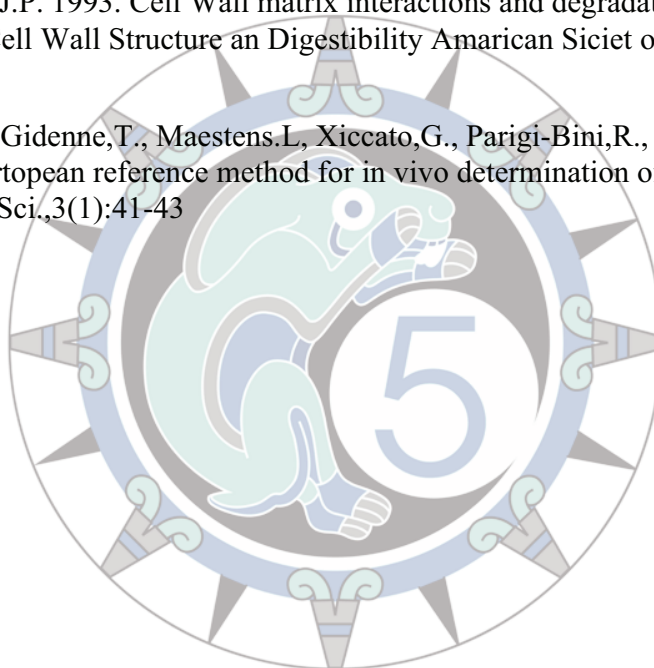 J.P. 1993. Cell Wall matrix interactions and degradat
ell Wall Structure an Digestibility Amarican Siciet o
Gidenne,T., Maestens.L, Xiccato,G., Parigi-Bini,R.,
rtopean reference method for in vivo determination o
Sci.,3(1):41-43
5